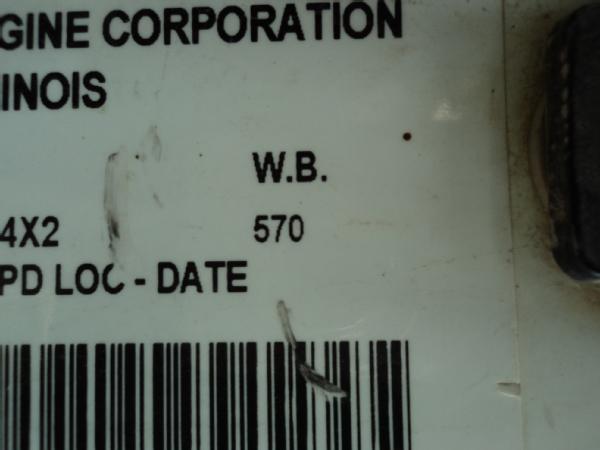 GINE CORPORATION
INOIS
W.B.
4X2 570
PD LOC - DATE